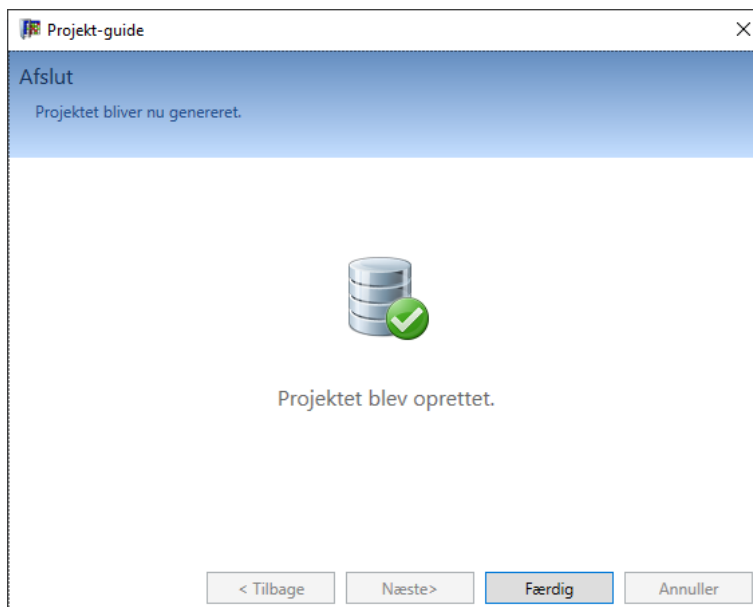 Projekt-guide
Afslut
Projektet bliver nu genereret.
Projektet blev oprettet.
< Tilbage
Næste>
Færdig
Annuller